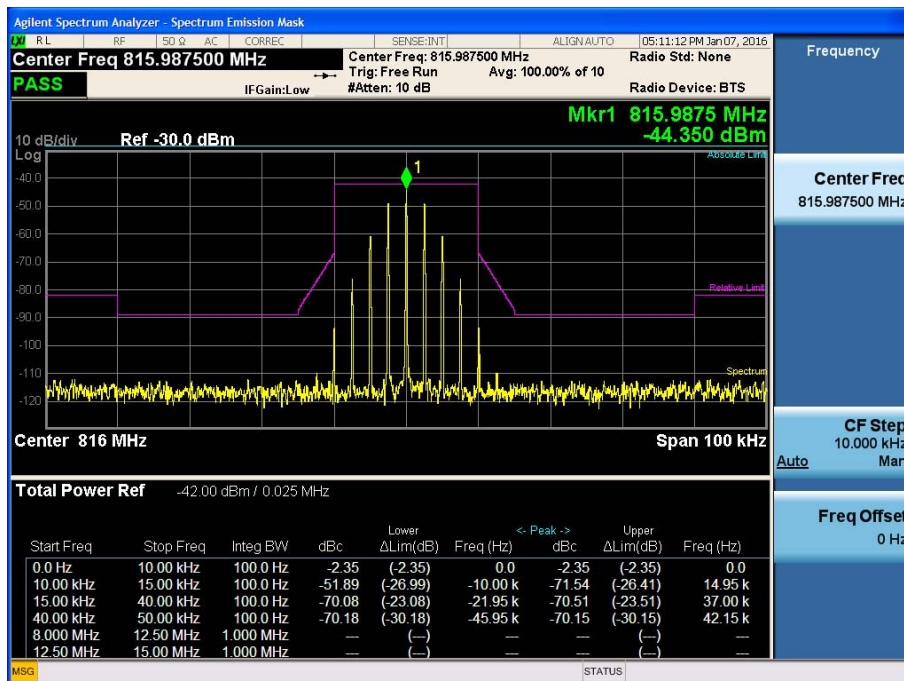 Agilent Spectrum Analyzer - Spectrum Emission Mask
LXI RL RF 50 Ω AC CORREC SENSE:INT ALIGN AUTO 05:11:12 PM Jan 07, 2016
Center Freq 815.987500 MHz
Center Freq: 815.987500 MHz
Radio Std: None
Trig: Free Run Avg: 100.00% of 10
PASS
IFGain:Low
#Atten: 10 dB
Radio Device: BTS
Mkr1 815.9875 MHz
-44.350 dBm
10 dB/div Ref -30.0 dBm
Log
Absolute Limit
1
-40.0
-50.0
-60.0
-70.0
-80.0
Relative Limit
-90.0
-100
-110
Spectrum
-120
Center 816 MHz Span 100 kHz
Total Power Ref -42.00 dBm / 0.025 MHz
Lower <- Peak -> Upper
Start Freq Stop Freq Integ BW dBc ΔLim(dB) Freq (Hz) dBc ΔLim(dB) Freq (Hz)
0.0 Hz 10.00 kHz 100.0 Hz -2.35 (-2.35) 0.0 -2.35 (-2.35) 0.0
10.00 kHz 15.00 kHz 100.0 Hz -51.89 (-26.99) -10.00 k -71.54 (-26.41) 14.95 k
15.00 kHz 40.00 kHz 100.0 Hz -70.08 (-23.08) -21.95 k -70.51 (-23.51) 37.00 k
40.00 kHz 50.00 kHz 100.0 Hz -70.18 (-30.18) -45.95 k -70.15 (-30.15) 42.15 k
8.000 MHz 12.50 MHz 1.000 MHz --- (---) --- --- (---) ---
12.50 MHz 15.00 MHz 1.000 MHz --- (---) --- --- (---) ---
MSG STATUS
Frequency
Center Freq
815.987500 MHz
CF Step
10.000 kHz
Auto Man
Freq Offset
0 Hz